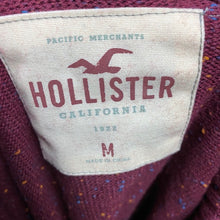 PACIFIC MERCHANTS
HOLLISTER
CALIFORNIA
1922
M
MADE IN CHINA